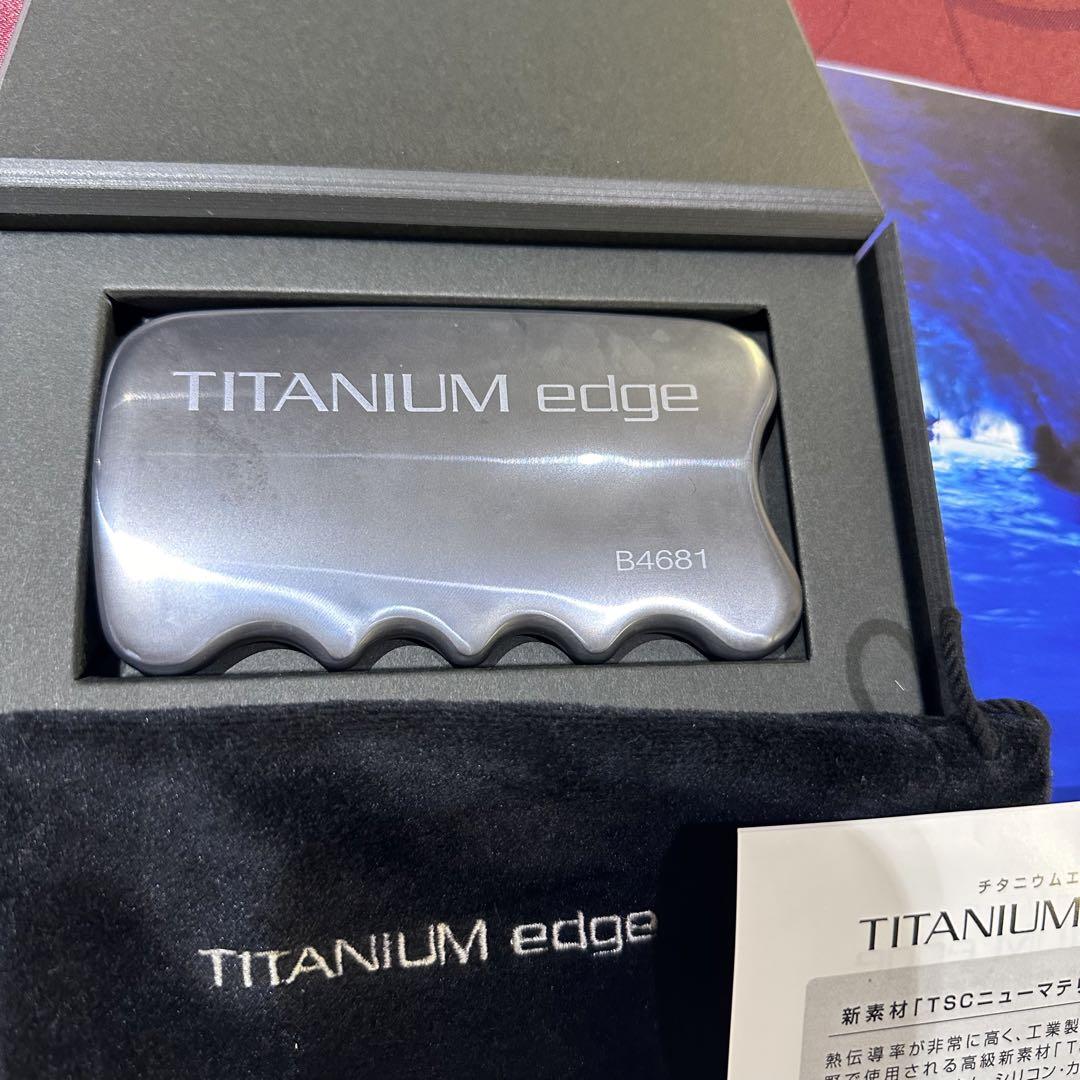 TITANIUM edge
B4681
TITANIUM edge
チタニウムエ
TITANIUM
新素材「TSCニューマテリ
熱伝導率が非常に高く、工業製
野で使用される高級新素材「T
シリコン・カ